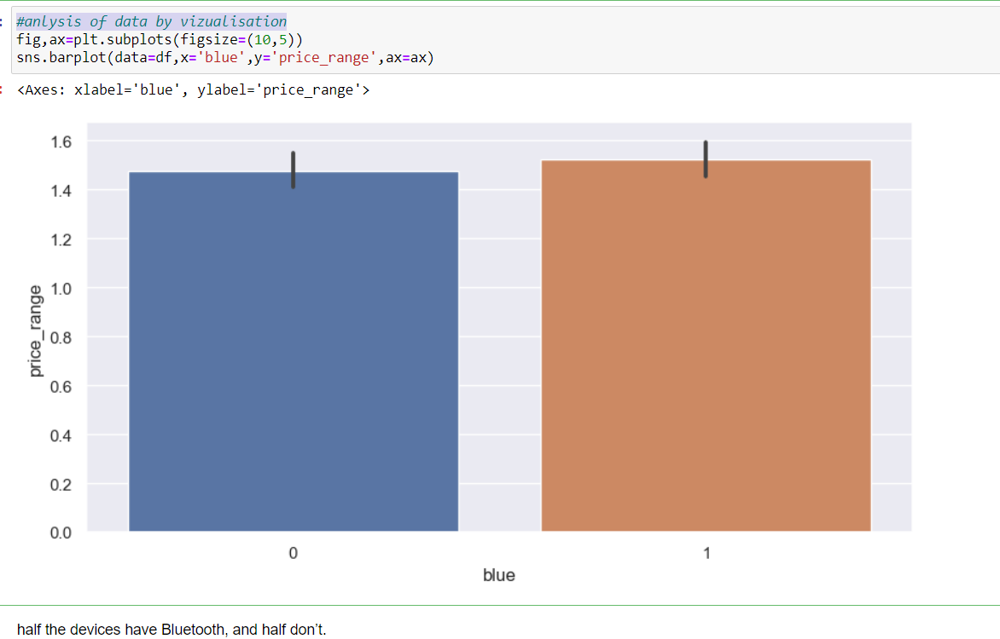 #anlysis of data by vizualisation
fig,ax=plt.subplots(figsize=(10,5))
sns.barplot(data=df,x='blue',y='price_range',ax=ax)
<Axes: xlabel='blue', ylabel='price_range'>
1.6
1.4
1.2
1.0
0.8
0.6
0.4
0.2
0.0
price_range
0 1
blue
half the devices have Bluetooth, and half don’t.